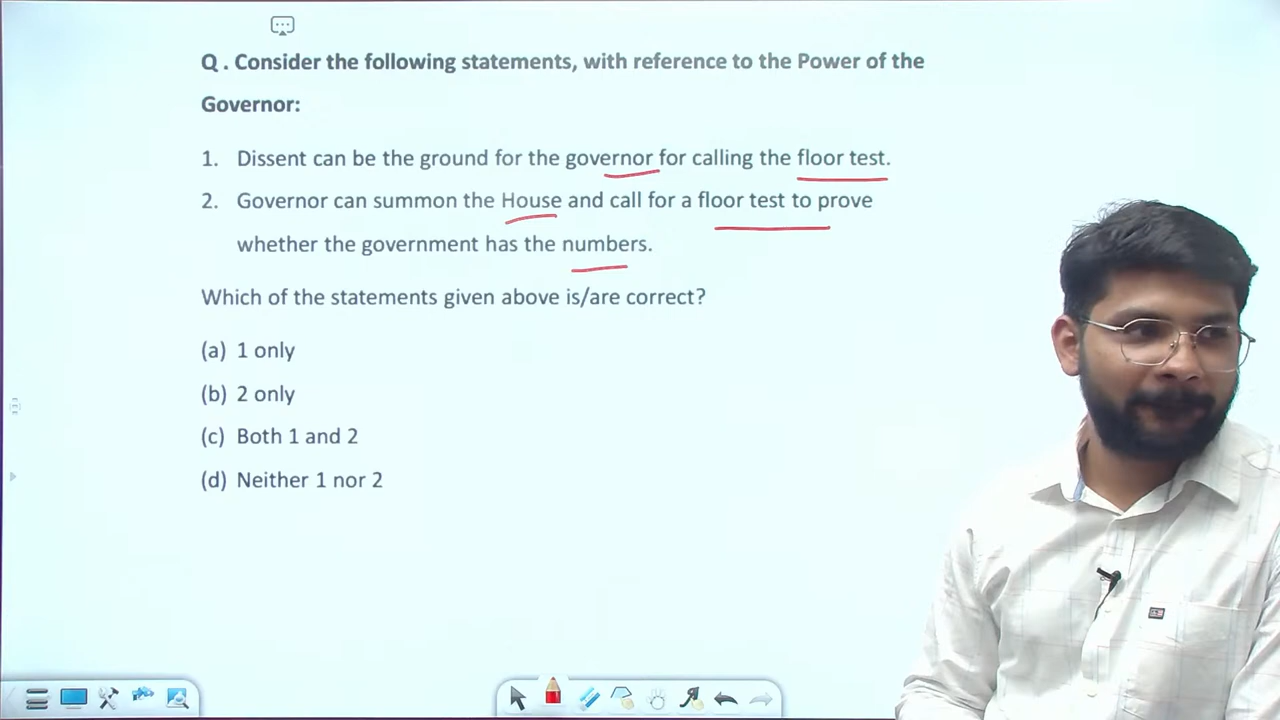 Q . Consider the following statements, with reference to the Power of the
Governor:
1. Dissent can be the ground for the governor for calling the floor test.
2. Governor can summon the House and call for a floor test to prove
whether the government has the numbers.
Which of the statements given above is/are correct?
(a) 1 only
(b) 2 only
(c) Both 1 and 2
(d) Neither 1 nor 2